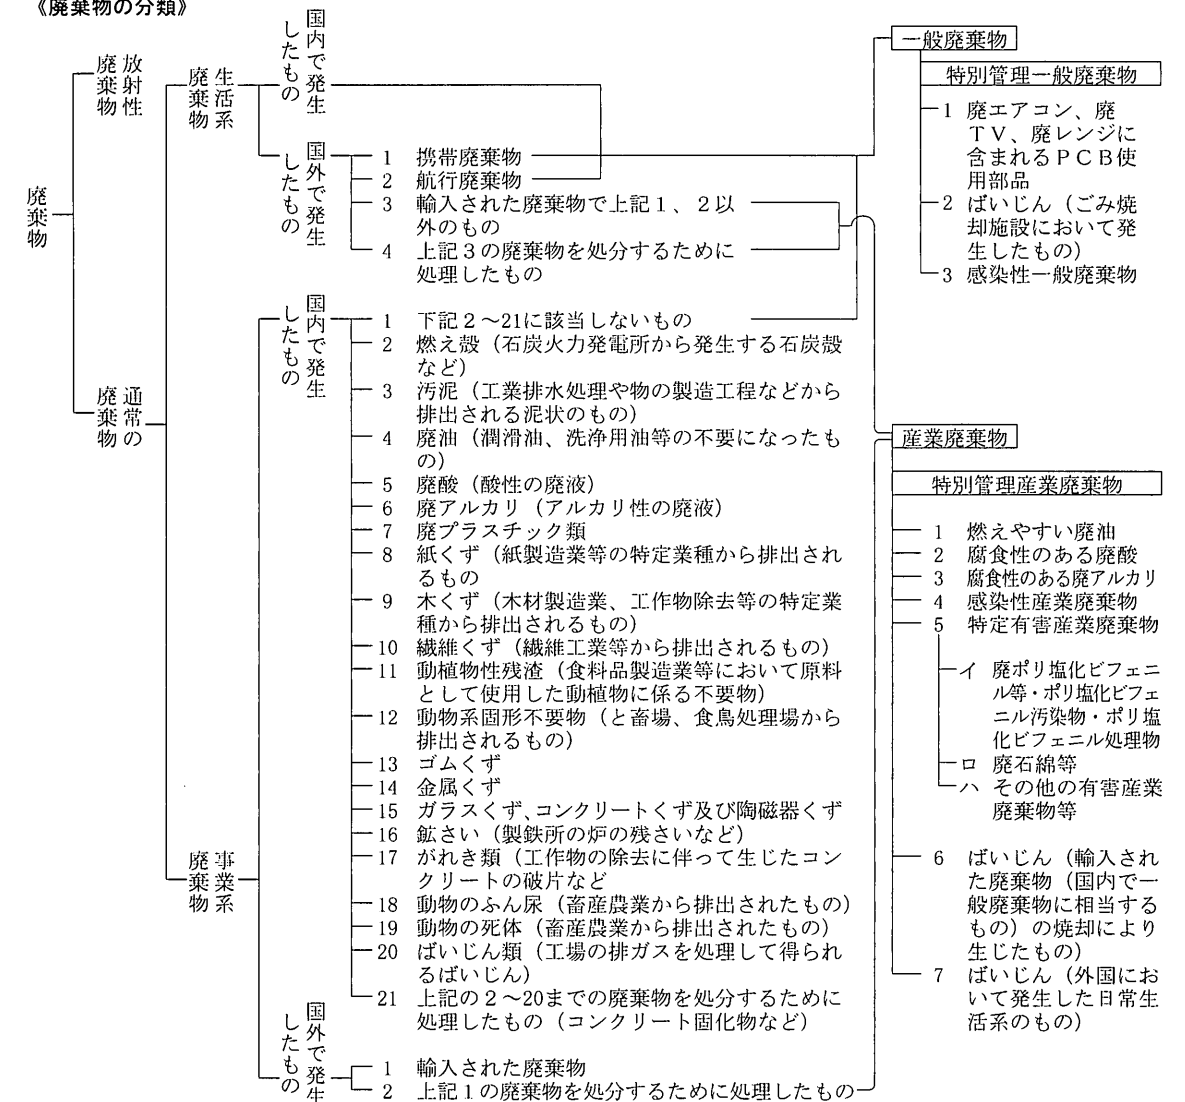 《廃棄物の分類》
廃棄物
放射性
廃棄物
通常の
廃棄物
生活系
廃棄物
事業系
廃棄物
国内で発生
したもの
国外で発生
したもの
1 携帯廃棄物
2 航行廃棄物
3 輸入された廃棄物で上記1、2以
外のもの
4 上記3の廃棄物を処分するために
処理したもの
国内で発生
したもの
1 下記2～21に該当しないもの
2 燃え殻(石炭火力発電所から発生する石炭殻
など)
3 汚泥(工業排水処理や物の製造工程などから
排出される泥状のもの)
4 廃油(潤滑油、洗浄用油等の不要になったも
の)
5 廃酸(酸性の廃液)
6 廃アルカリ(アルカリ性の廃液)
7 廃プラスチック類
8 紙くず(紙製造業等の特定業種から排出され
るもの
9 木くず(木材製造業、工作物除去等の特定業
種から排出されるもの)
10 繊維くず(繊維工業等から排出されるもの)
11 動植物性残渣(食料品製造業等において原料
として使用した動植物に係る不要物)
12 動物系固形不要物(と畜場、食鳥処理場から
排出されるもの)
13 ゴムくず
14 金属くず
15 ガラスくず、コンクリートくず及び陶磁器くず
16 鉱さい(製鉄所の炉の残さいなど)
17 がれき類(工作物の除去に伴って生じたコン
クリートの破片など
18 動物のふん尿(畜産農業から排出されたもの)
19 動物の死体(畜産農業から排出されたもの)
20 ばいじん類(工場の排ガスを処理して得られ
るばいじん)
21 上記の2～20までの廃棄物を処分するために
処理したもの(コンクリート固化物など)
国外で発生
したもの
1 輸入された廃棄物
2 上記1の廃棄物を処分するために処理したもの
一般廃棄物
特別管理一般廃棄物
1 廃エアコン、廃
TV、廃レンジに
含まれるPCB使
用部品
2 ばいじん(ごみ焼
却施設において発
生したもの)
3 感染性一般廃棄物
産業廃棄物
特別管理産業廃棄物
1 燃えやすい廃油
2 腐食性のある廃酸
3 腐食性のある廃アルカリ
4 感染性産業廃棄物
5 特定有害産業廃棄物
イ 廃ポリ塩化ビフェニ
ル等・ポリ塩化ビフェ
ニル汚染物・ポリ塩
化ビフェニル処理物
ロ 廃石綿等
ハ その他の有害産業
廃棄物等
6 ばいじん(輸入され
た廃棄物(国内で一
般廃棄物に相当する
もの)の焼却により
生じたもの)
7 ばいじん(外国にお
いて発生した日常生
活系のもの)